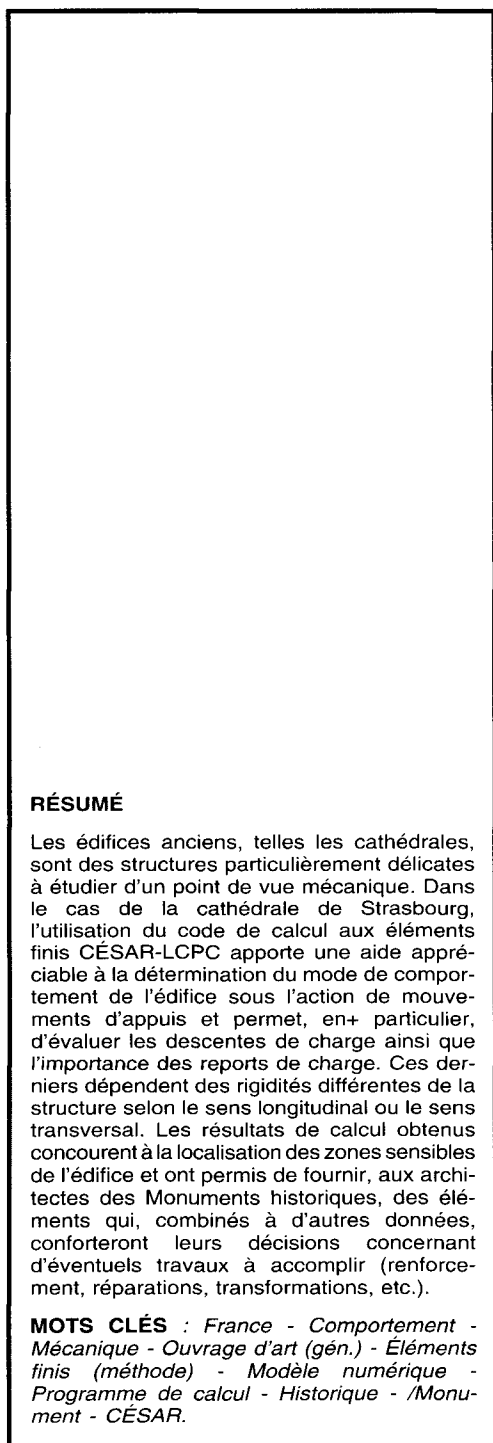 RÉSUMÉ
Les édifices anciens, telles les cathédrales,
sont des structures particulièrement délicates
à étudier d'un point de vue mécanique. Dans
le cas de la cathédrale de Strasbourg,
l'utilisation du code de calcul aux éléments
finis CÉSAR-LCPC apporte une aide appré-
ciable à la détermination du mode de compor-
tement de l'édifice sous l'action de mouve-
ments d'appuis et permet, en+ particulier,
d'évaluer les descentes de charge ainsi que
l'importance des reports de charge. Ces der-
niers dépendent des rigidités différentes de la
structure selon le sens longitudinal ou le sens
transversal. Les résultats de calcul obtenus
concourent à la localisation des zones sensibles
de l'édifice et ont permis de fournir, aux archi-
tectes des Monuments historiques, des élé-
ments qui, combinés à d'autres données,
conforteront leurs décisions concernant
d'éventuels travaux à accomplir (renforce-
ment, réparations, transformations, etc.).
MOTS CLÉS : France - Comportement -
Mécanique - Ouvrage d'art (gén.) - Éléments
finis (méthode) - Modèle numérique -
Programme de calcul - Historique - /Monu-
ment - CÉSAR.